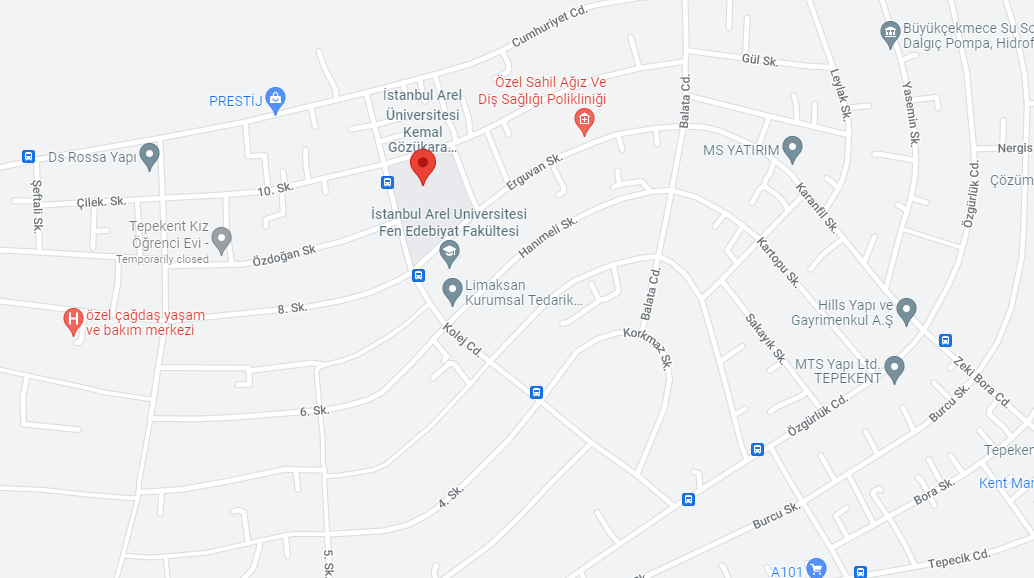 Cumhuriyet Cd.
Büyükçekmece Su So
Dalgıç Pompa, Hidrof
Gül Sk.
Balata Cd.
Leylak Sk.
Yasemin Sk.
Özel Sahil Ağız Ve
Diş Sağlığı Polikliniği
PRESTİJ
İstanbul Arel
Üniversitesi
Kemal
Gözükara...
Ds Rossa Yapı
MS YATIRIM
Nergis
Çözüm
Şeftali Sk.
Çilek. Sk.
10. Sk.
Erguvan Sk.
Karanfil Sk.
Özgürlük Cd.
Tepekent Kız
Öğrenci Evi -
Temporarily closed
İstanbul Arel Üniversitesi
Fen Edebiyat Fakültesi
Hanımeli Sk.
Özdoğan Sk
Kartopu Sk.
Limaksan
Kurumsal Tedarik...
Balata Cd.
8. Sk.
Hills Yapı ve
Gayrimenkul A.Ş
H
özel çağdaş yaşam
ve bakım merkezi
Kolej Cd.
Korkmaz Sk.
Sakayık Sk.
MTS Yapı Ltd.
TEPEKENT
Zeki Bora Cd.
6. Sk.
Özgürlük Cd.
Burcu Sk.
Tepeken
Kent Mar
4. Sk.
Bora Sk.
Burcu Sk.
5. Sk.
A101
Tepecik Cd.